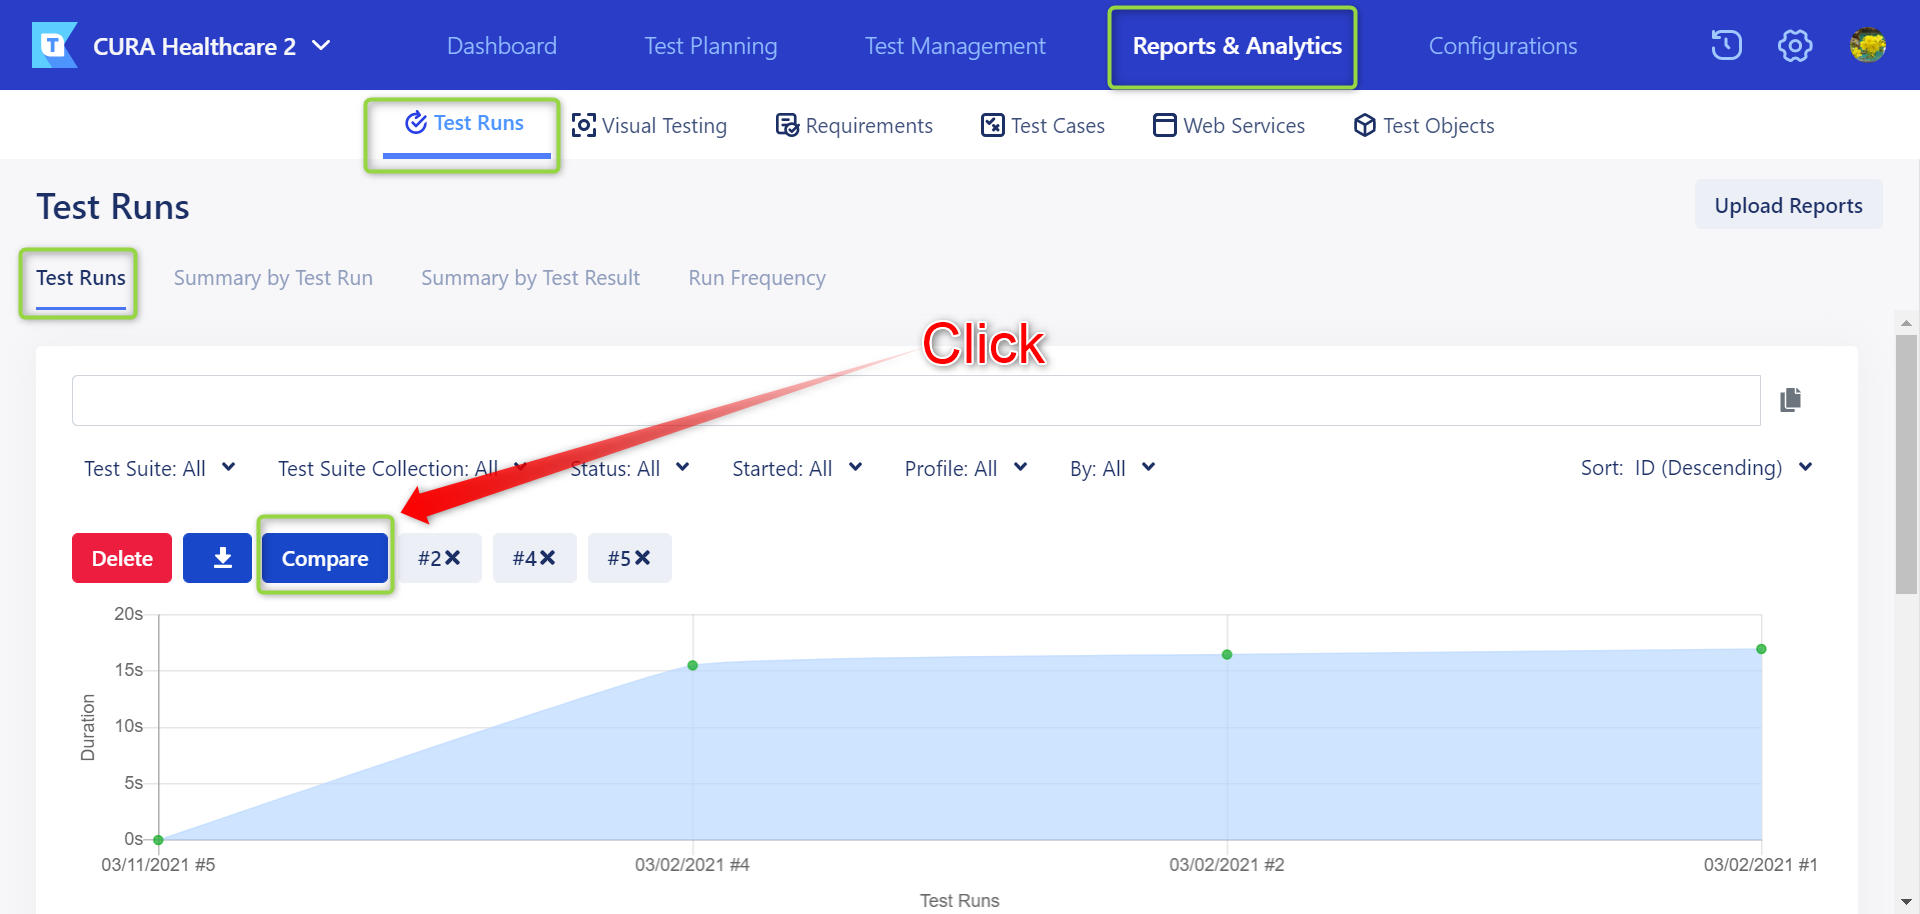 CURA Healthcare 2 Dashboard Test Planning Test Management Reports & Analytics Configurations
Test Runs Visual Testing Requirements Test Cases Web Services Test Objects
Test Runs Upload Reports
Test Runs Summary by Test Run Summary by Test Result Run Frequency
Click
Test Suite: All Test Suite Collection: All Status: All Started: All Profile: All By: All Sort: ID (Descending)
Delete Compare #2 #4 #5
20s
15s
10s
5s
0s
Duration
03/11/2021 #5 03/02/2021 #4 03/02/2021 #2 03/02/2021 #1
Test Runs